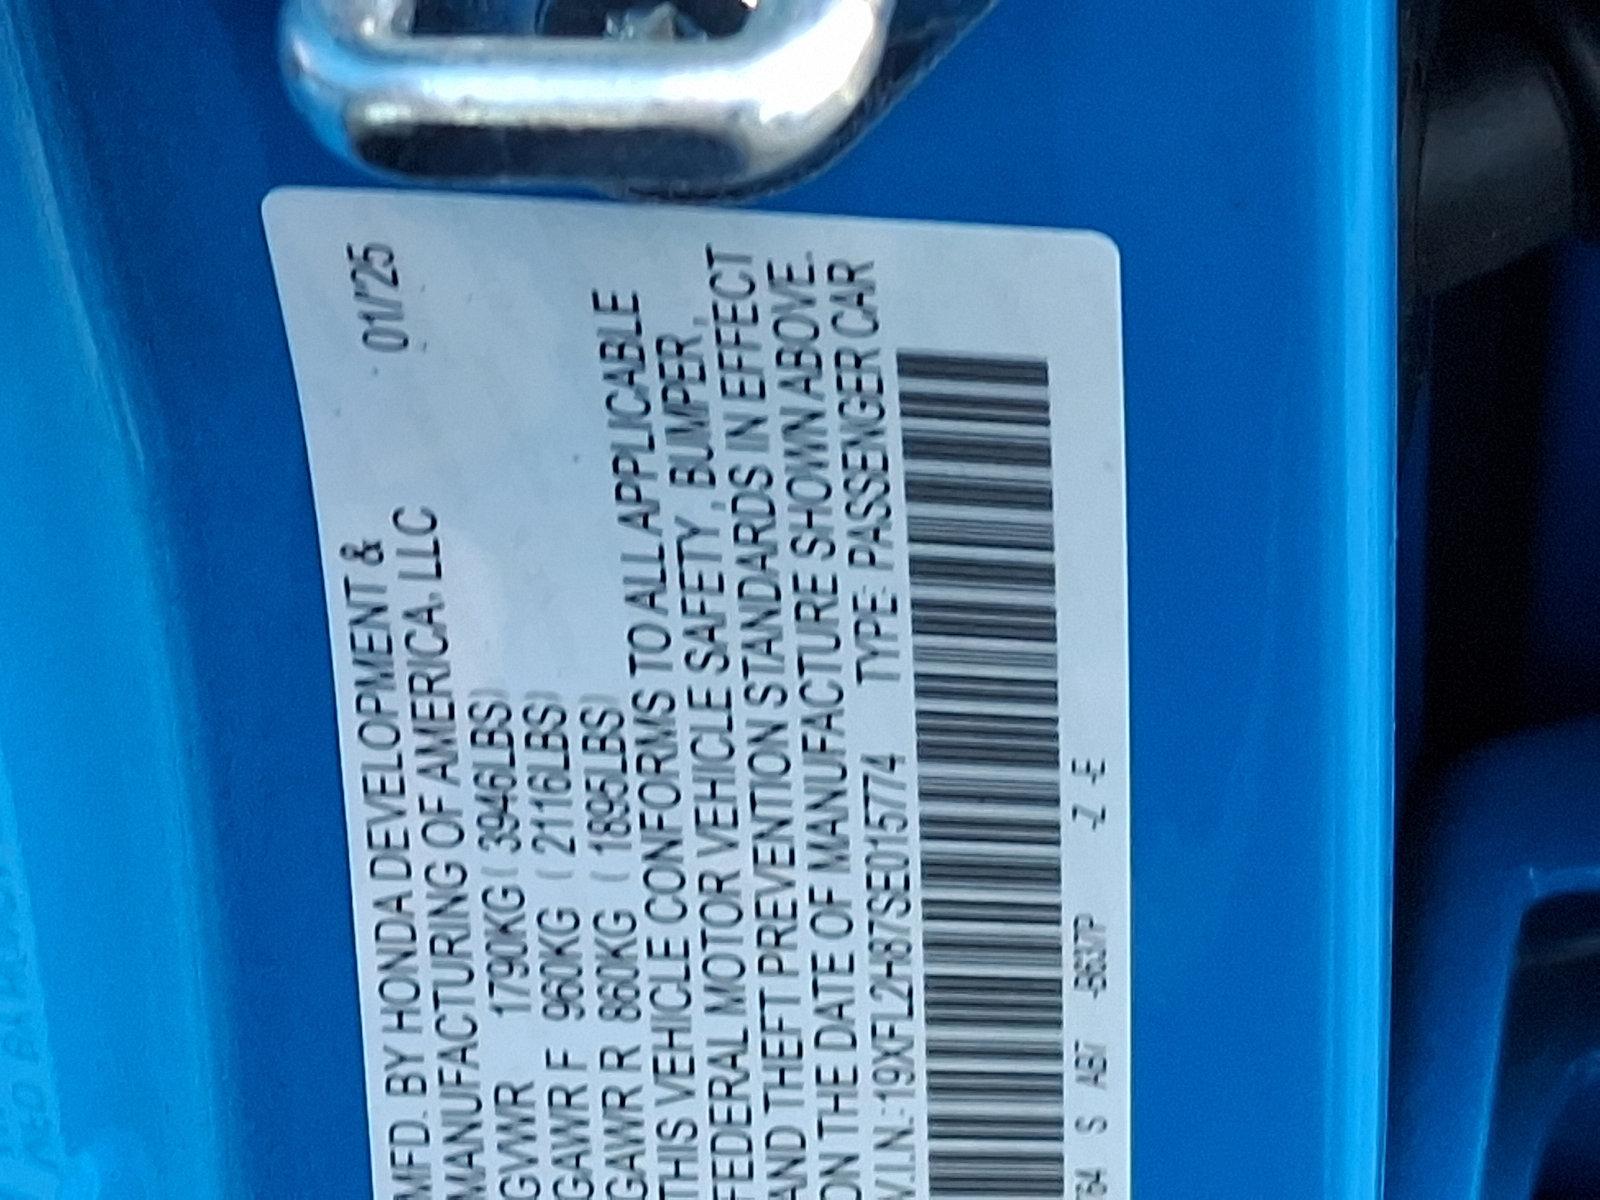 MFD. BY HONDA DEVELOPMENT & 01/'25
MANUFACTURING OF AMERICA, LLC
GVWR 1790KG ( 3946LBS)
GAWR F 960KG ( 2116LBS)
GAWR R 860KG ( 1895LBS)
THIS VEHICLE CONFORMS TO ALL APPLICABLE
FEDERAL MOTOR VEHICLE SAFETY, BUMPER,
AND THEFT PREVENTION STANDARDS IN EFFECT
ON THE DATE OF MANUFACTURE SHOWN ABOVE.
V.I.N.: 19XFL2H87SE015774 TYPE: PASSENGER CAR
S AB7 -B637P -Z -E